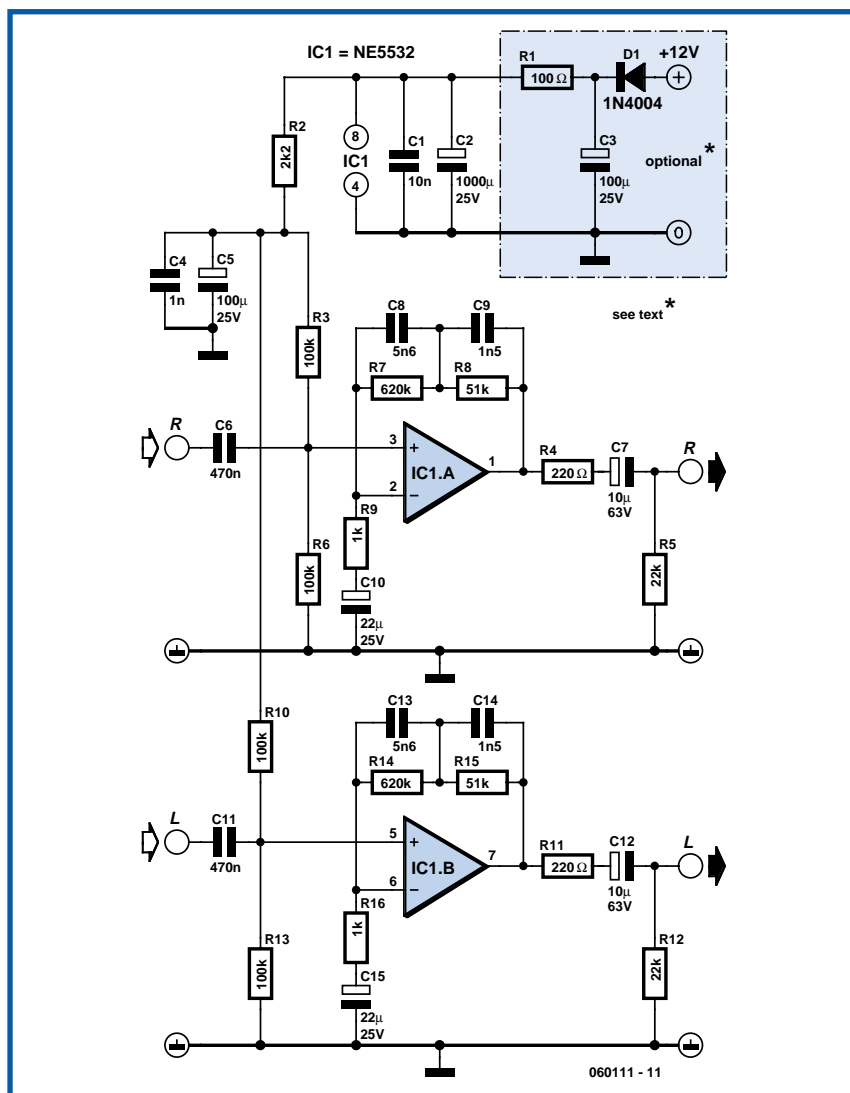 IC1 = NE5532
R1
100Ω
D1
+12V
1N4004
R2
2k2
8
IC1
4
C1
10n
C2
1000µ
25V
C3
100µ
25V
optional *
0
see text *
C4
1n
C5
100µ
25V
R3
100k
C8
5n6
C9
1n5
R7
620k
R8
51k
R
C6
470n
3
+
IC1.A
1
2
−
R4
220Ω
C7
10µ
63V
R
R9
1k
C10
22µ
25V
R6
100k
R5
22k
R10
100k
C13
5n6
C14
1n5
R14
620k
R15
51k
L
C11
470n
5
+
IC1.B
7
6
−
R11
220Ω
C12
10µ
63V
L
R16
1k
C15
22µ
25V
R13
100k
R12
22k
060111 - 11